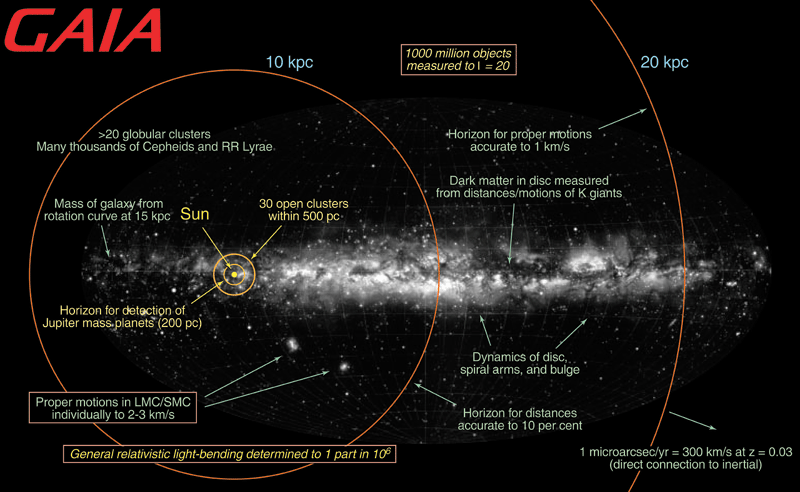 GAIA
10 kpc
1000 million objects
measured to I = 20
20 kpc
>20 globular clusters
Many thousands of Cepheids and RR Lyrae
Horizon for proper motions
accurate to 1 km/s
Mass of galaxy from
rotation curve at 15 kpc
Sun
30 open clusters
within 500 pc
Dark matter in disc measured
from distances/motions of K giants
Horizon for detection of
Jupiter mass planets (200 pc)
Dynamics of disc,
spiral arms, and bulge
Proper motions in LMC/SMC
individually to 2-3 km/s
Horizon for distances
accurate to 10 per cent
General relativistic light-bending determined to 1 part in 10⁶
1 microarcsec/yr = 300 km/s at z = 0.03
(direct connection to inertial)